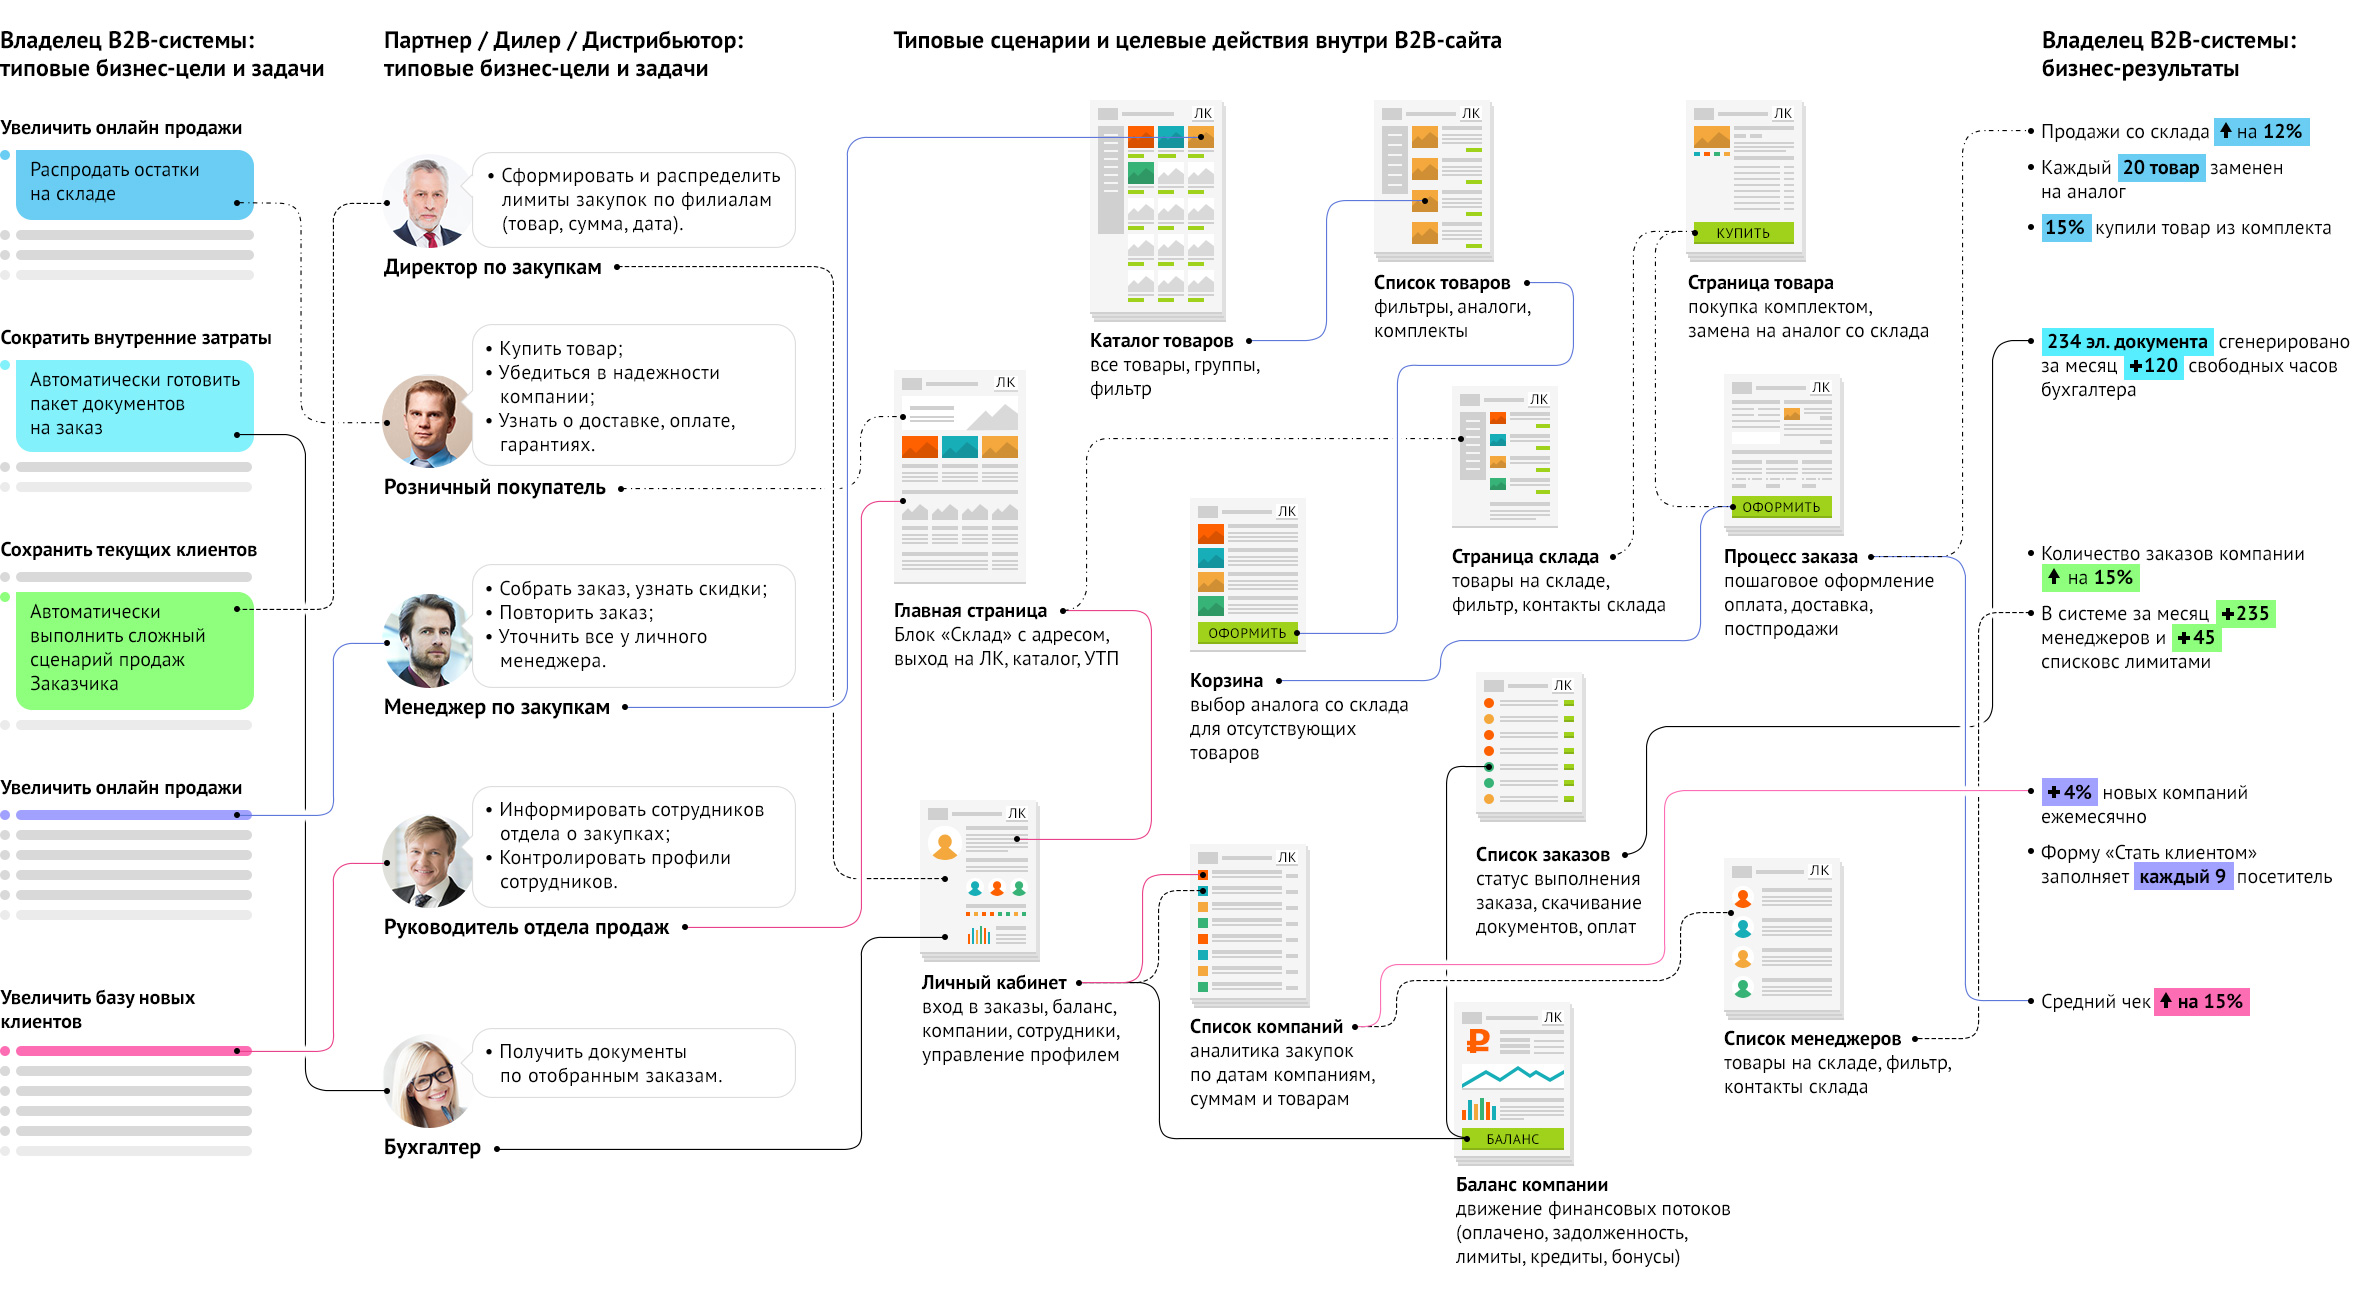 Владелец B2B-системы:
типовые бизнес-цели и задачи
Увеличить онлайн продажи
Распродать остатки
на складе
Сократить внутренние затраты
Автоматически готовить
пакет документов
на заказ
Сохранить текущих клиентов
Автоматически
выполнить сложный
сценарий продаж
Заказчика
Увеличить онлайн продажи
Увеличить базу новых
клиентов
Партнер / Дилер / Дистрибьютор:
типовые бизнес-цели и задачи
• Сформировать и распределить
лимиты закупок по филиалам
(товар, сумма, дата).
Директор по закупкам
• Купить товар;
• Убедиться в надежности
компании;
• Узнать о доставке, оплате,
гарантиях.
Розничный покупатель
• Собрать заказ, узнать скидки;
• Повторить заказ;
• Уточнить все у личного
менеджера.
Менеджер по закупкам
• Информировать сотрудников
отдела о закупках;
• Контролировать профили
сотрудников.
Руководитель отдела продаж
• Получить документы
по отобранным заказам.
Бухгалтер
Типовые сценарии и целевые действия внутри B2B-сайта
ЛК
Каталог товаров
все товары, группы,
фильтр
ЛК
Список товаров
фильтры, аналоги,
комплекты
ЛК
КУПИТЬ
Страница товара
покупка комплектом,
замена на аналог со склада
ЛК
Главная страница
Блок «Склад» с адресом,
выход на ЛК, каталог, УТП
ЛК
ОФОРМИТЬ
Корзина
выбор аналога со склада
для отсутствующих
товаров
ЛК
Страница склада
товары на складе,
фильтр, контакты склада
ЛК
ОФОРМИТЬ
Процесс заказа
пошаговое оформление
оплата, доставка,
постпродажи
ЛК
Личный кабинет
вход в заказы, баланс,
компании, сотрудники,
управление профилем
ЛК
Список компаний
аналитика закупок
по датам компаниям,
суммам и товарам
ЛК
Список заказов
статус выполнения
заказа, скачивание
документов, оплат
ЛК
₽
БАЛАНС
Баланс компании
движение финансовых потоков
(оплачено, задолженность,
лимиты, кредиты, бонусы)
ЛК
Список менеджеров
товары на складе, фильтр,
контакты склада
Владелец B2B-системы:
бизнес-результаты
• Продажи со склада ↑ на 12%
• Каждый 20 товар заменен
на аналог
• 15% купили товар из комплекта
• 234 эл. документа сгенерировано
за месяц +120 свободных часов
бухгалтера
• Количество заказов компании
↑ на 15%
• В системе за месяц +235
менеджеров и +45
списковс лимитами
• +4% новых компаний
ежемесячно
• Форму «Стать клиентом»
заполняет каждый 9 посетитель
• Средний чек ↑ на 15%